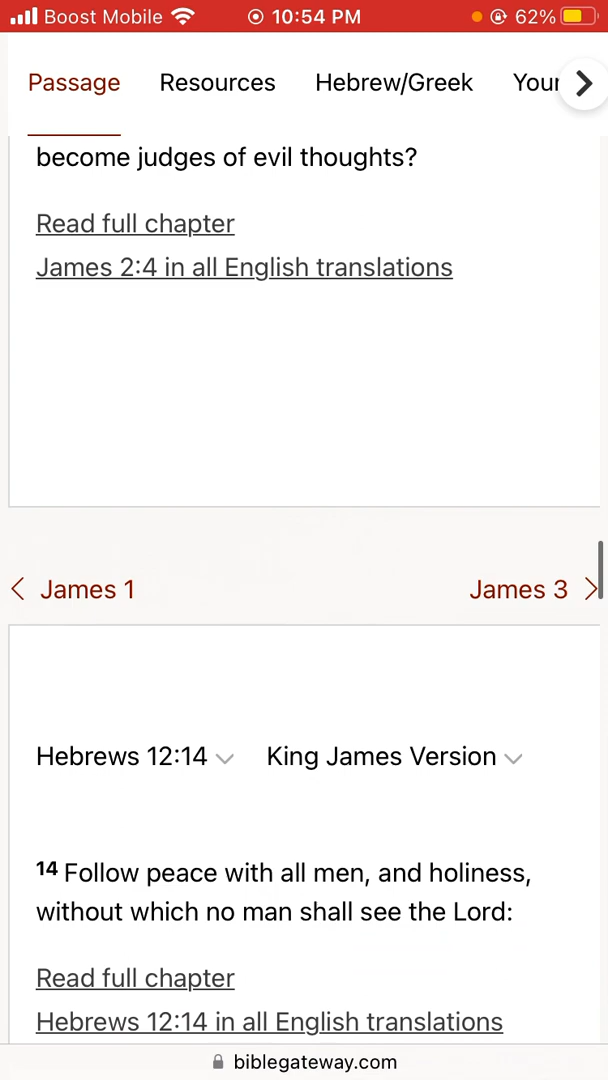 Boost Mobile 10:54 PM 62%
Passage Resources Hebrew/Greek Your
become judges of evil thoughts?
Read full chapter
James 2:4 in all English translations
James 1 James 3
Hebrews 12:14 King James Version
14 Follow peace with all men, and holiness,
without which no man shall see the Lord:
Read full chapter
Hebrews 12:14 in all English translations
biblegateway.com